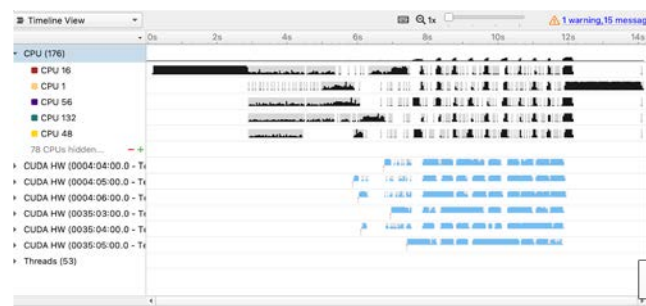 Timeline View
1x
1 warning, 15 messag
0s 2s 4s 6s 8s 10s 12s 14s
CPU (176)
CPU 16
CPU 1
CPU 56
CPU 132
CPU 48
78 CPUs hidden...
CUDA HW (0004:04:00.0 - Te
CUDA HW (0004:05:00.0 - Te
CUDA HW (0004:06:00.0 - Te
CUDA HW (0035:03:00.0 - Te
CUDA HW (0035:04:00.0 - Te
CUDA HW (0035:05:00.0 - Te
Threads (53)